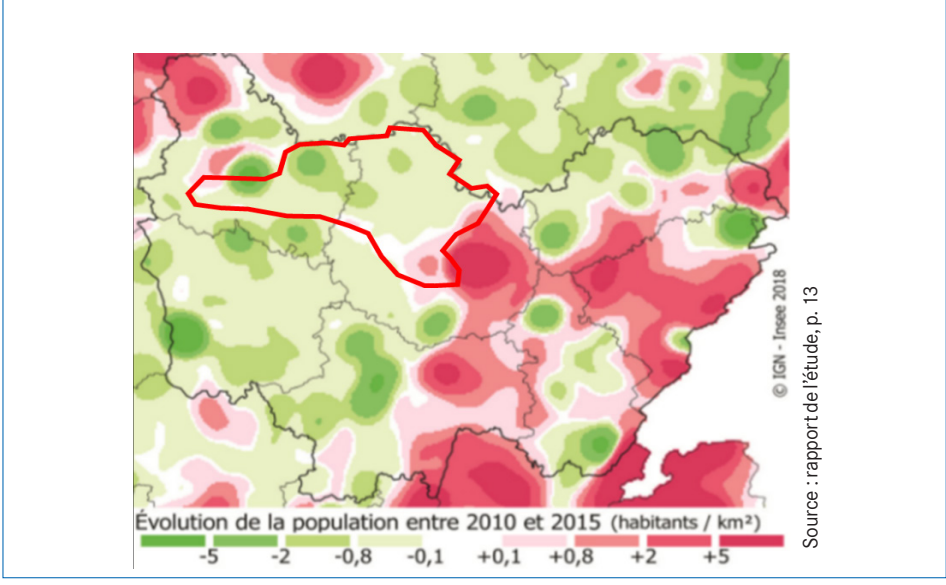 Évolution de la population entre 2010 et 2015 (habitants / km²)
-5 -2 -0,8 -0,1 +0,1 +0,8 +2 +5
© IGN - Insee 2018
Source : rapport de l'étude, p. 13